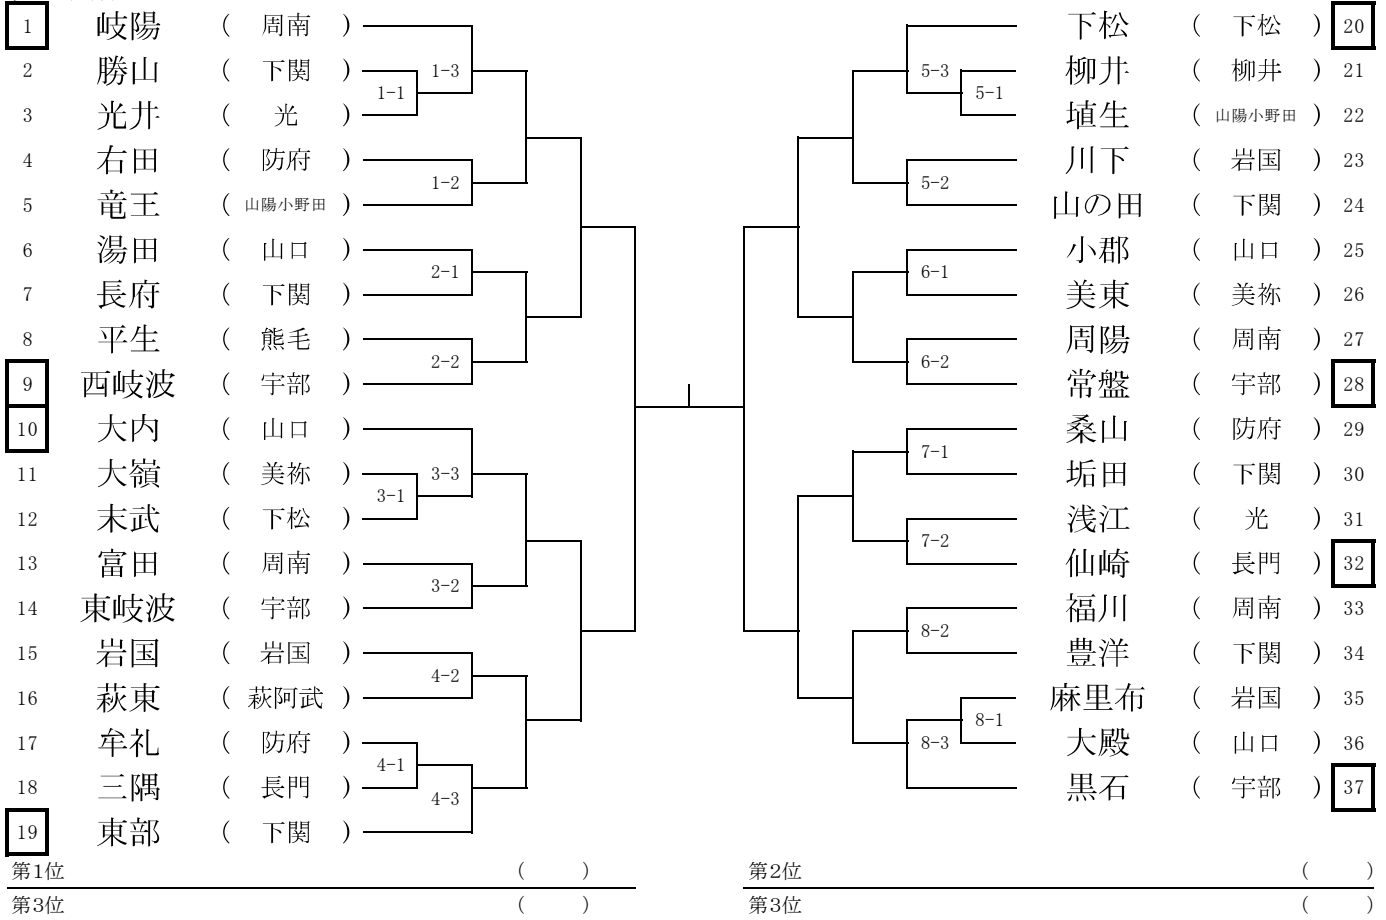 1 岐陽 ( 周南 )
2 勝山 ( 下関 )
1-3
1-1
3 光井 ( 光 )
4 右田 ( 防府 )
1-2
5 竜王 ( 山陽小野田 )
6 湯田 ( 山口 )
2-1
7 長府 ( 下関 )
8 平生 ( 熊毛 )
2-2
9 西岐波 ( 宇部 )
10 大内 ( 山口 )
11 大嶺 ( 美祢 )
3-3
3-1
12 末武 ( 下松 )
13 富田 ( 周南 )
3-2
14 東岐波 ( 宇部 )
15 岩国 ( 岩国 )
4-2
16 萩東 ( 萩阿武 )
17 牟礼 ( 防府 )
4-1
18 三隅 ( 長門 )
4-3
19 東部 ( 下関 )
下松 ( 下松 ) 20
5-3
柳井 ( 柳井 ) 21
5-1
埴生 ( 山陽小野田 ) 22
川下 ( 岩国 ) 23
5-2
山の田 ( 下関 ) 24
小郡 ( 山口 ) 25
6-1
美東 ( 美祢 ) 26
周陽 ( 周南 ) 27
6-2
常盤 ( 宇部 ) 28
桑山 ( 防府 ) 29
7-1
垢田 ( 下関 ) 30
浅江 ( 光 ) 31
7-2
仙崎 ( 長門 ) 32
福川 ( 周南 ) 33
8-2
豊洋 ( 下関 ) 34
麻里布 ( 岩国 ) 35
8-1
8-3
大殿 ( 山口 ) 36
黒石 ( 宇部 ) 37
第1位 ( )
第2位 ( )
第3位 ( )
第3位 ( )